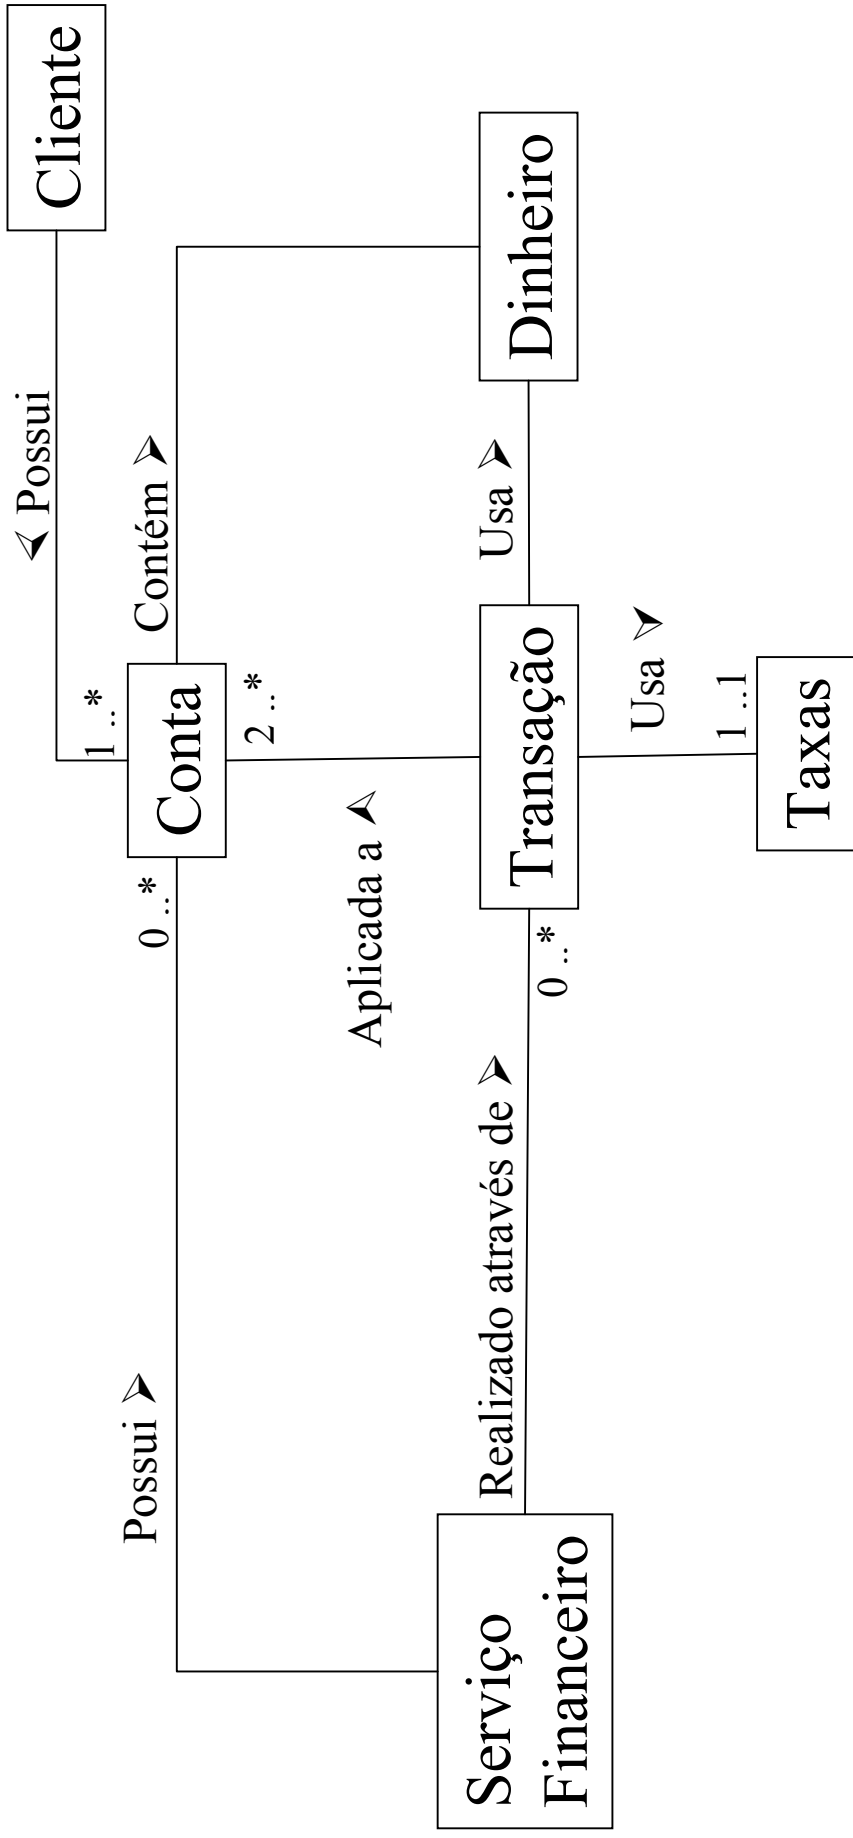 Cliente
Possui
1 ..*
Possui
Contém
0 ..*
Conta
2 ..*
Aplicada a
Serviço
Financeiro
Realizado através de
0 ..*
Transação
Usa
Dinheiro
Usa
1 ..1
Taxas